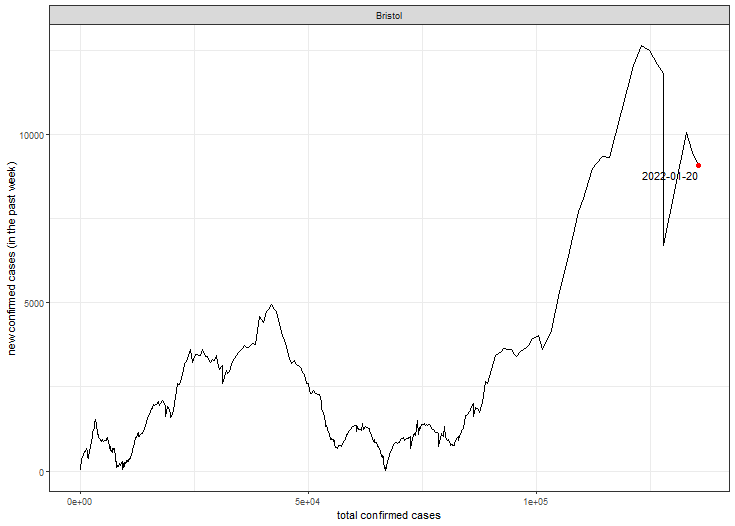 Bristol
new confirmed cases (in the past week)
10000
5000
0
2022-01-20
0e+00
5e+04
1e+05
total confirmed cases